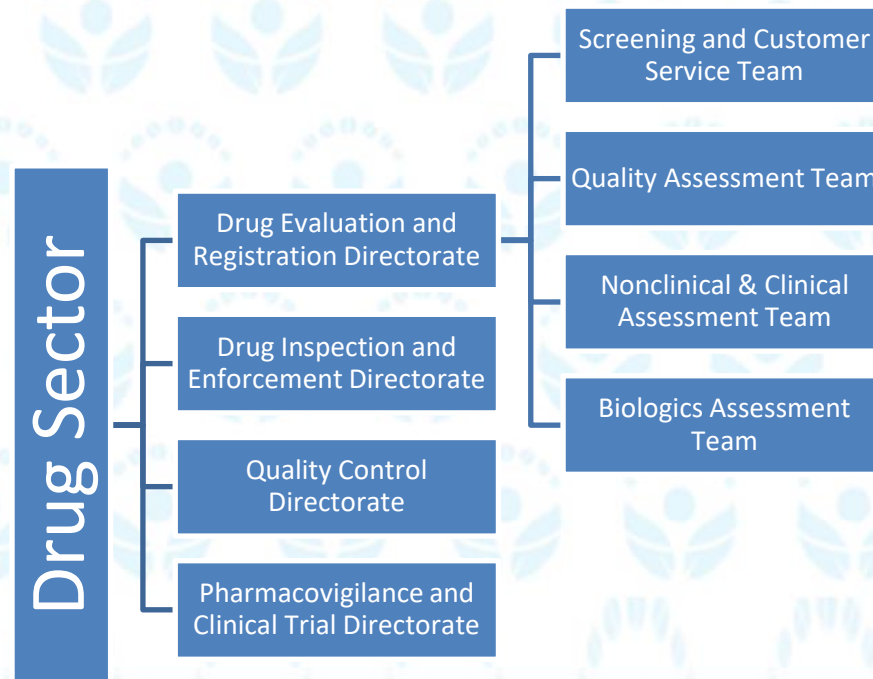 Drug Sector
Drug Evaluation and
Registration Directorate
Drug Inspection and
Enforcement Directorate
Quality Control
Directorate
Pharmacovigilance and
Clinical Trial Directorate
Screening and Customer
Service Team
Quality Assessment Team
Nonclinical & Clinical
Assessment Team
Biologics Assessment
Team